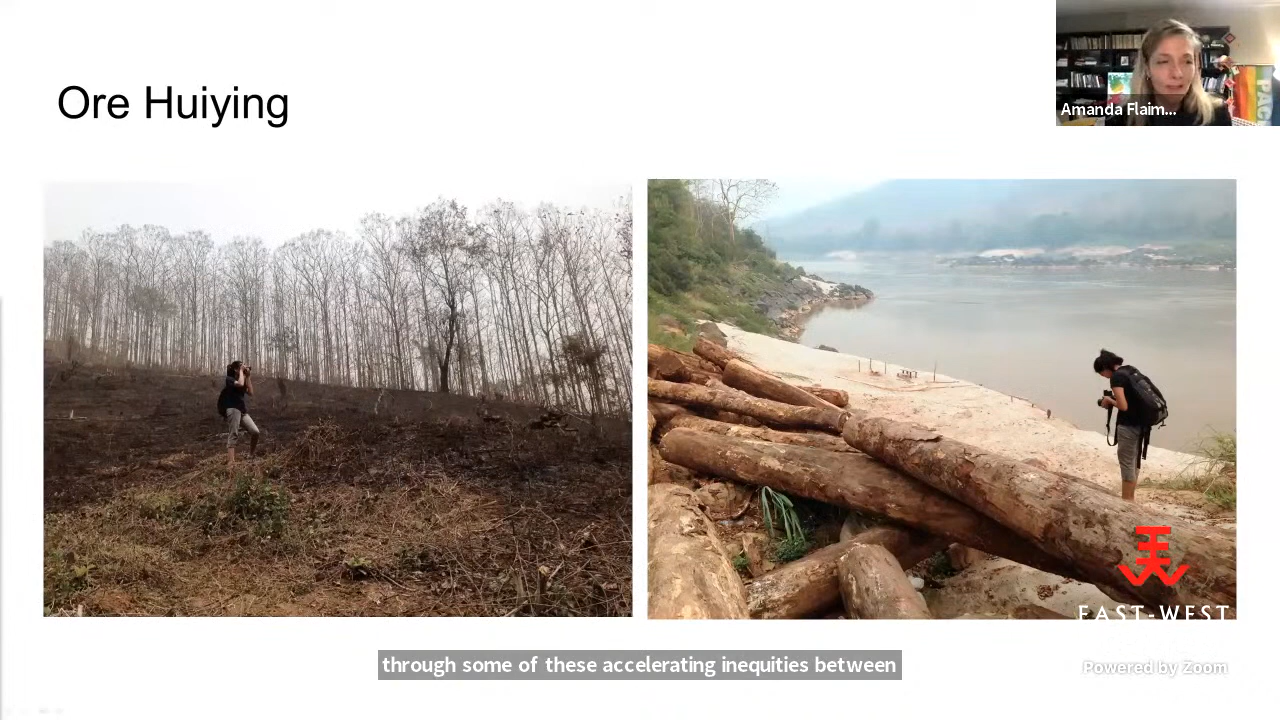 Ore Huiying
Amanda Flaim...
EAST-WEST
through some of these accelerating inequities between
Powered by Zoom